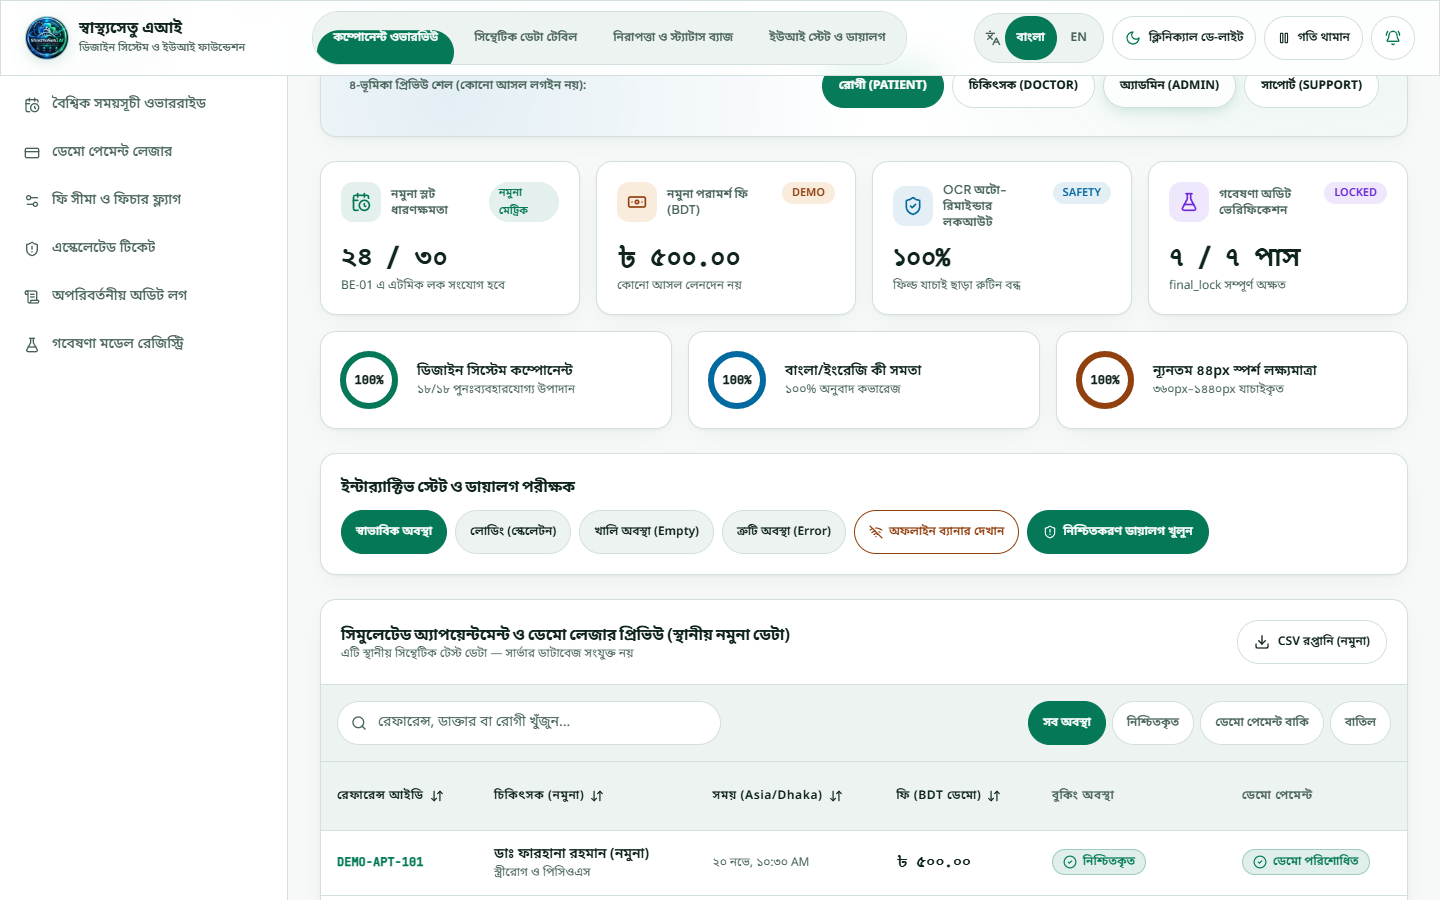 স্বাস্থ্যসেতু এআই
ডিজাইন সিস্টেম ও ইউআই ফাউন্ডেশন
কম্পোনেন্ট ওভারভিউ
সিন্থেটিক ডেটা টেবিল
নিরাপত্তা ও স্ট্যাটাস ব্যাজ
ইউআই স্টেট ও ডায়ালগ
বাংলা
EN
ক্লিনিক্যাল ডে-লাইট
গতি থামান
বৈশ্বিক সময়সূচী ওভাররাইড
ডেমো পেমেন্ট লেজার
ফি সীমা ও ফিচার ফ্ল্যাগ
এস্কেলেটেড টিকেট
অপরিবর্তনীয় অডিট লগ
গবেষণা মডেল রেজিস্ট্রি
৪-ভূমিকা প্রিভিউ শেল (কোনো আসল লগইন নয়):
রোগী (PATIENT)
চিকিৎসক (DOCTOR)
অ্যাডমিন (ADMIN)
সাপোর্ট (SUPPORT)
নমুনা স্লট
ধারণক্ষমতা
নমুনা
মেট্রিক
২৪ / ৩০
BE-01 এ এটমিক লক সংযোগ হবে
নমুনা পরামর্শ ফি
(BDT)
DEMO
৳ ৫০০.০০
কোনো আসল লেনদেন নয়
OCR অটো-
রিমাইন্ডার
লকআউট
SAFETY
১০০%
ফিল্ড যাচাই ছাড়া রুটিন বন্ধ
গবেষণা অডিট
ভেরিফিকেশন
LOCKED
৭ / ৭ পাস
final_lock সম্পূর্ণ অক্ষত
100%
ডিজাইন সিস্টেম কম্পোনেন্ট
১৮/১৮ পুনঃব্যবহারযোগ্য উপাদান
100%
বাংলা/ইংরেজি কী সমতা
১০০% অনুবাদ কভারেজ
100%
ন্যূনতম ৪৪px স্পর্শ লক্ষ্যমাত্রা
৩৬০px–১৪৪০px যাচাইকৃত
ইন্টার‍্যাক্টিভ স্টেট ও ডায়ালগ পরীক্ষক
স্বাভাবিক অবস্থা
লোডিং (স্কেলেটন)
খালি অবস্থা (Empty)
ত্রুটি অবস্থা (Error)
অফলাইন ব্যানার দেখান
নিশ্চিতকরণ ডায়ালগ খুলুন
সিমুলেটেড অ্যাপয়েন্টমেন্ট ও ডেমো লেজার প্রিভিউ (স্থানীয় নমুনা ডেটা)
এটি স্থানীয় সিন্থেটিক টেস্ট ডেটা — সার্ভার ডাটাবেজ সংযুক্ত নয়
CSV রপ্তানি (নমুনা)
রেফারেন্স, ডাক্তার বা রোগী খুঁজুন...
সব অবস্থা
নিশ্চিতকৃত
ডেমো পেমেন্ট বাকি
বাতিল
রেফারেন্স আইডি
চিকিৎসক (নমুনা)
সময় (Asia/Dhaka)
ফি (BDT ডেমো)
বুকিং অবস্থা
ডেমো পেমেন্ট
DEMO-APT-101
ডাঃ ফারহানা রহমান (নমুনা)
স্ত্রীরোগ ও পিসিওএস
২০ নভে, ১০:৩০ AM
৳ ৫০০.০০
নিশ্চিতকৃত
ডেমো পরিশোধিত